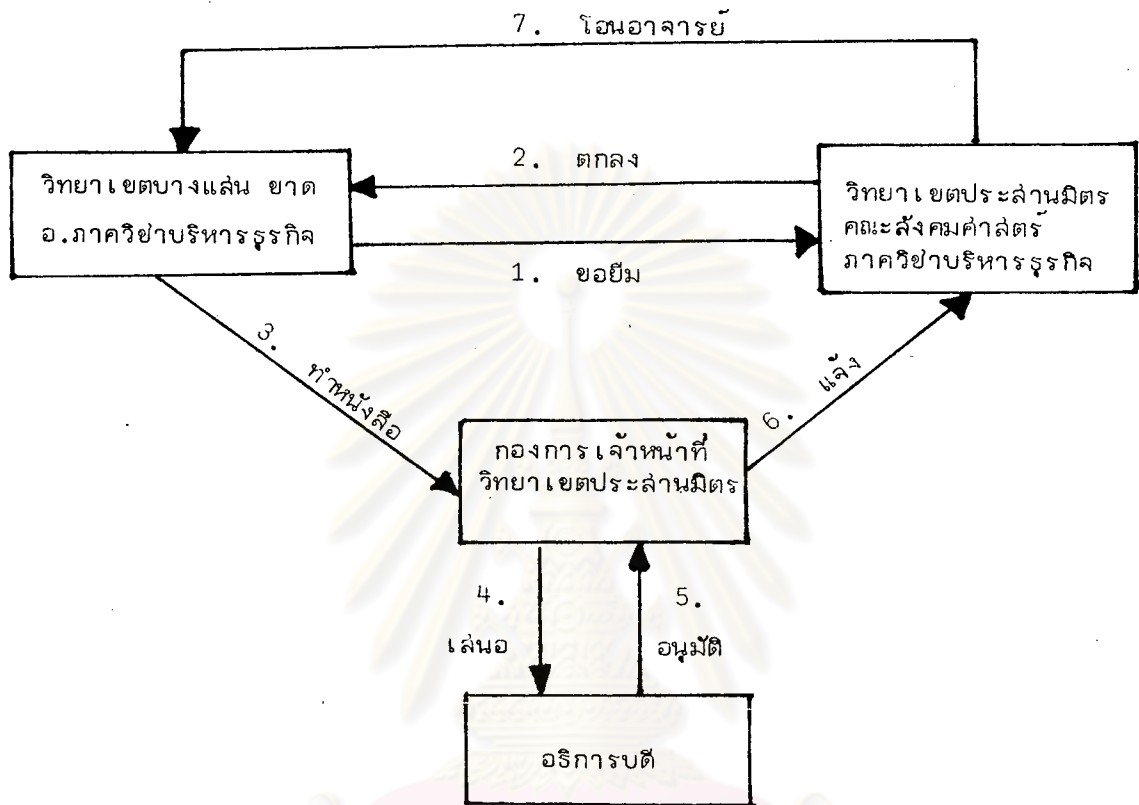 7. โอนอาจารย์
2. ตกลง
วิทยาเขตบางแสน ขาด
อ.ภาควิชาบริหารธุรกิจ
วิทยาเขตประสานมิตร
คณะสังคมศาสตร์
ภาควิชาบริหารธุรกิจ
1. ขอยืม
3. ทำหนังสือ
6. แจ้ง
กองการเจ้าหน้าที่
วิทยาเขตประสานมิตร
4.
เสนอ
5.
อนุมัติ
อธิการบดี